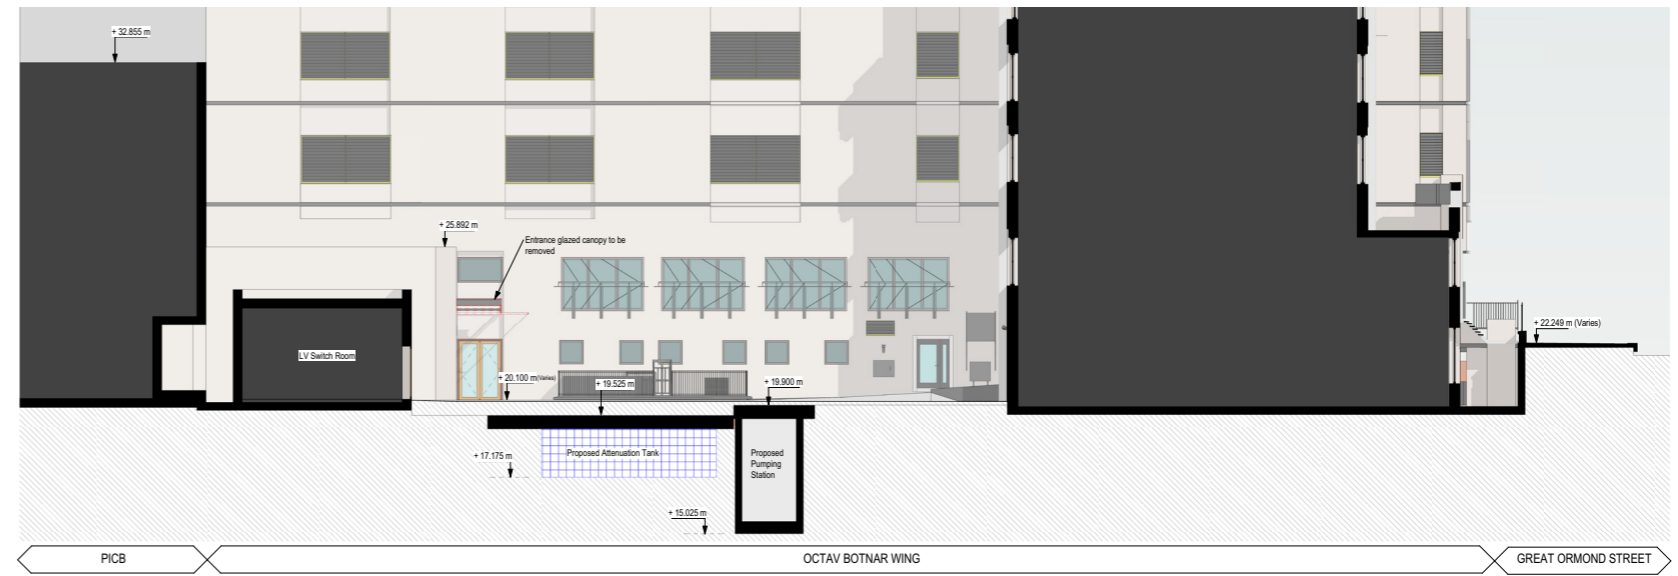 + 32.855 m
+ 25.892 m
Entrance glazed canopy to be
removed
+ 22.249 m (Varies)
LV Switch Room
+ 20.100 m (Varies)
+ 19.525 m
+ 19.900 m
Proposed Attenuation Tank
+ 17.175 m
Proposed
Pumping
Station
+ 15.025 m
PICB
OCTAV BOTNAR WING
GREAT ORMOND STREET